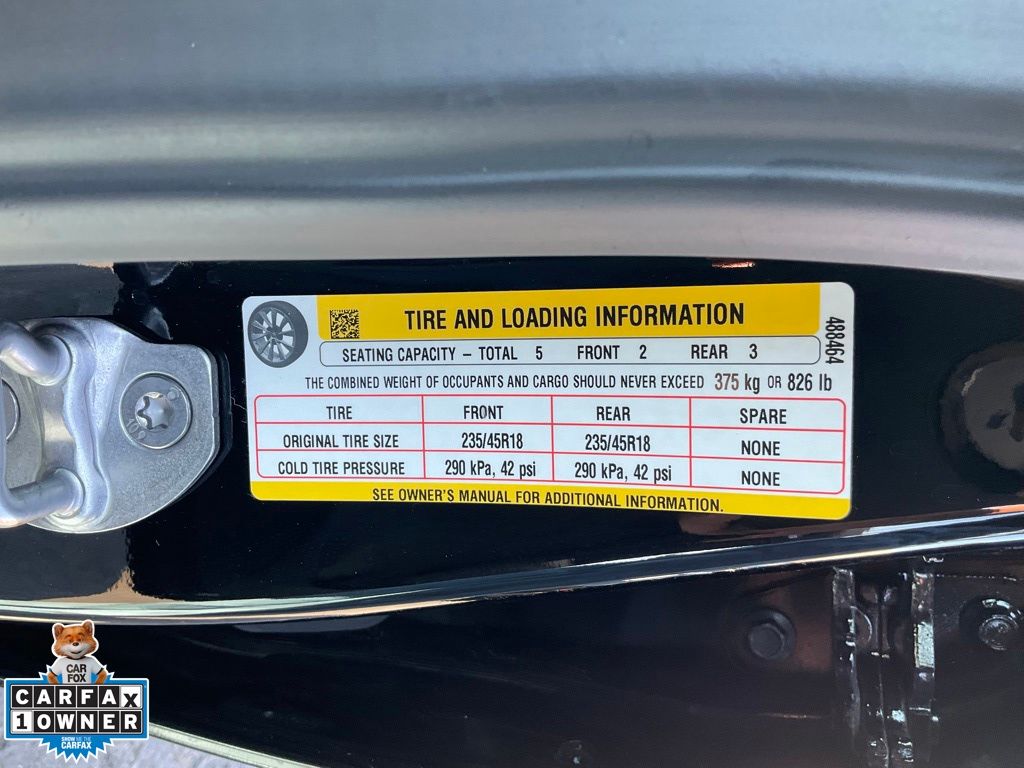 TIRE AND LOADING INFORMATION
SEATING CAPACITY – TOTAL 5 FRONT 2 REAR 3
488464
THE COMBINED WEIGHT OF OCCUPANTS AND CARGO SHOULD NEVER EXCEED 375 kg OR 826 lb
TIRE FRONT REAR SPARE
ORIGINAL TIRE SIZE 235/45R18 235/45R18 NONE
COLD TIRE PRESSURE 290 kPa, 42 psi 290 kPa, 42 psi NONE
SEE OWNER'S MANUAL FOR ADDITIONAL INFORMATION.
CAR
FOX
CARFAX
1 OWNER
SHOW ME THE
CARFAX